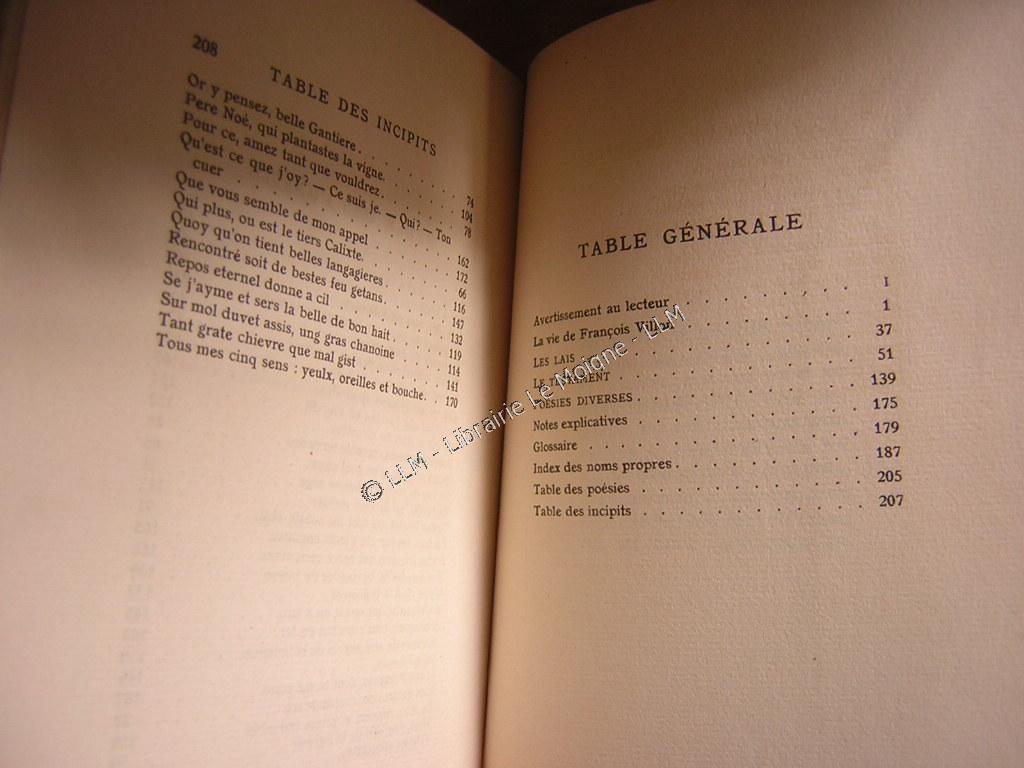 208
TABLE DES INCIPITS
Or y pensez, belle Gantiere . . . . . . . 74
Pere Noé, qui plantastes la vigne. . . . . . 104
Pour ce, amez tant que vouldrez. . . . . . 78
Qu'est ce que j'oy? — Ce suis je. — Qui? — Ton
cuer . . . . . . . . . . . 162
Que vous semble de mon appel . . . . . . 172
Qui plus, ou est le tiers Calixte. . . . . . . 66
Quoy qu'on tient belles langagieres . . . . . 116
Rencontré soit de bestes feu getans. . . . . . 147
Repos eternel donne a cil . . . . . . . 132
Se j'ayme et sers la belle de bon hait . . . . . 119
Sur mol duvet assis, ung gras chanoine . . . . 114
Tant grate chievre que mal gist . . . . . . 141
Tous mes cinq sens : yeulx, oreilles et bouche. . 170
TABLE GÉNÉRALE
Avertissement au lecteur . . . . . . . . I
La vie de François Villon . . . . . . . . 1
LES LAIS . . . . . . . . . . . 37
LE TESTAMENT . . . . . . . . . . 51
POÉSIES DIVERSES . . . . . . . . . . 139
Notes explicatives . . . . . . . . . . 175
Glossaire . . . . . . . . . . . . 179
Index des noms propres . . . . . . . . . 187
Table des poésies . . . . . . . . . . 205
Table des incipits . . . . . . . . . . 207
© LLM - Librairie Le Moigne - LLM